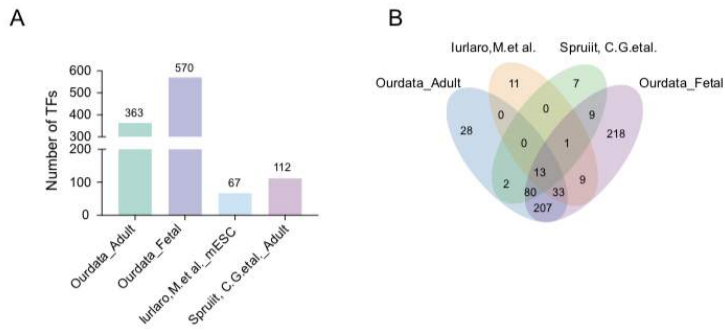 A
Number of TFs
600
500
400
300
200
100
0
363
570
67
112
Ourdata_Adult
Ourdata_Fetal
Iurlaro,M.et al._mESC
Spruiit, C.G.etal._Adult
B
Iurlaro,M.et al.
Spruiit, C.G.etal.
Ourdata_Adult
Ourdata_Fetal
11
7
0
0
9
28
0
1
218
13
2
80
33
9
207